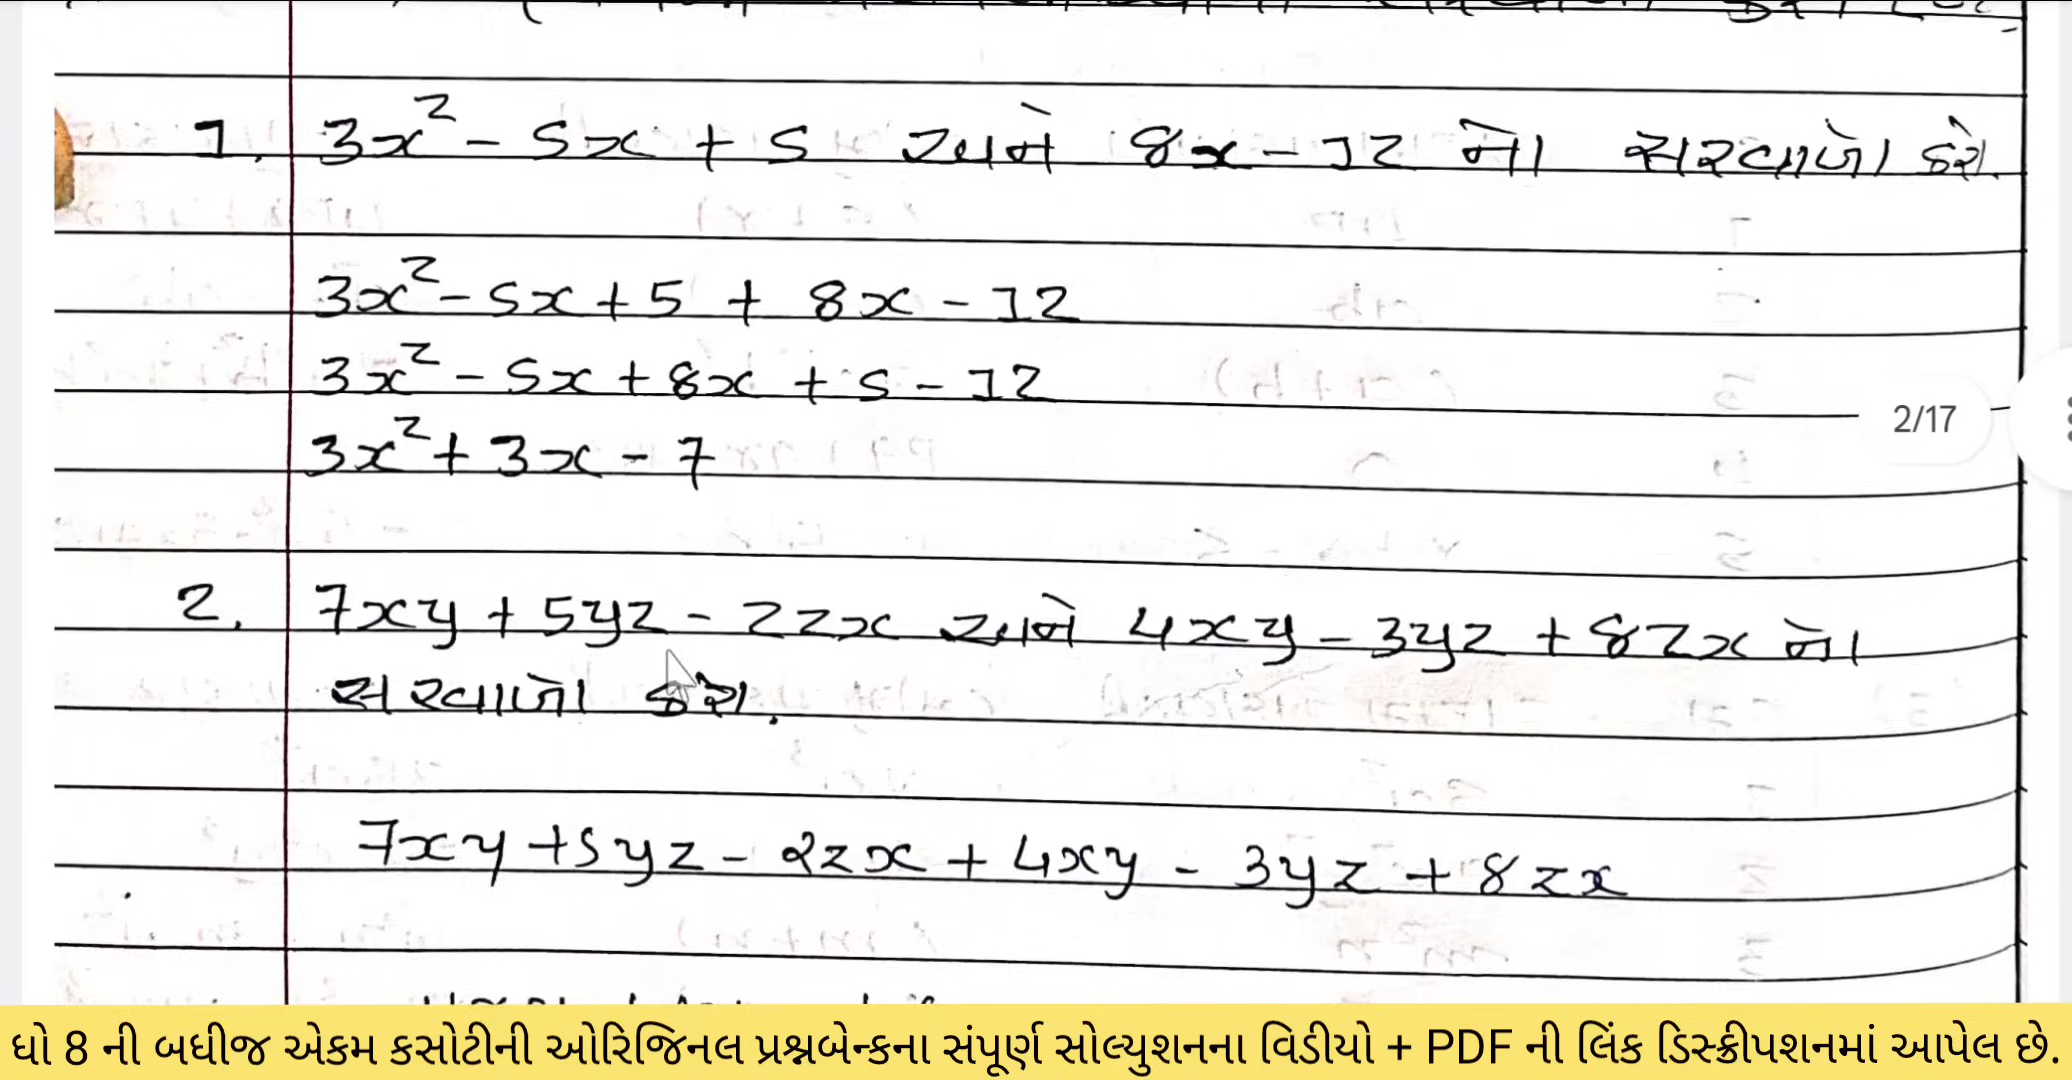 1. 3x² - 5x + 5 અને 8x - 12 નો સરવાળો કરો.
3x² - 5x + 5 + 8x - 12
3x² - 5x + 8x + 5 - 12
3x² + 3x - 7
2/17
2. 7xy + 5yz - 2zx અને 4xy - 3yz + 8zx નો
સરવાળો કરો.
7xy + 5yz - 2zx + 4xy - 3yz + 8zx
ધો 8 ની બધીજ એકમ કસોટીની ઓરિજિનલ પ્રશ્નબેન્કના સંપૂર્ણ સોલ્યુશનના વિડીયો + PDF ની લિંક ડિસ્ક્રીપશનમાં આપેલ છે.